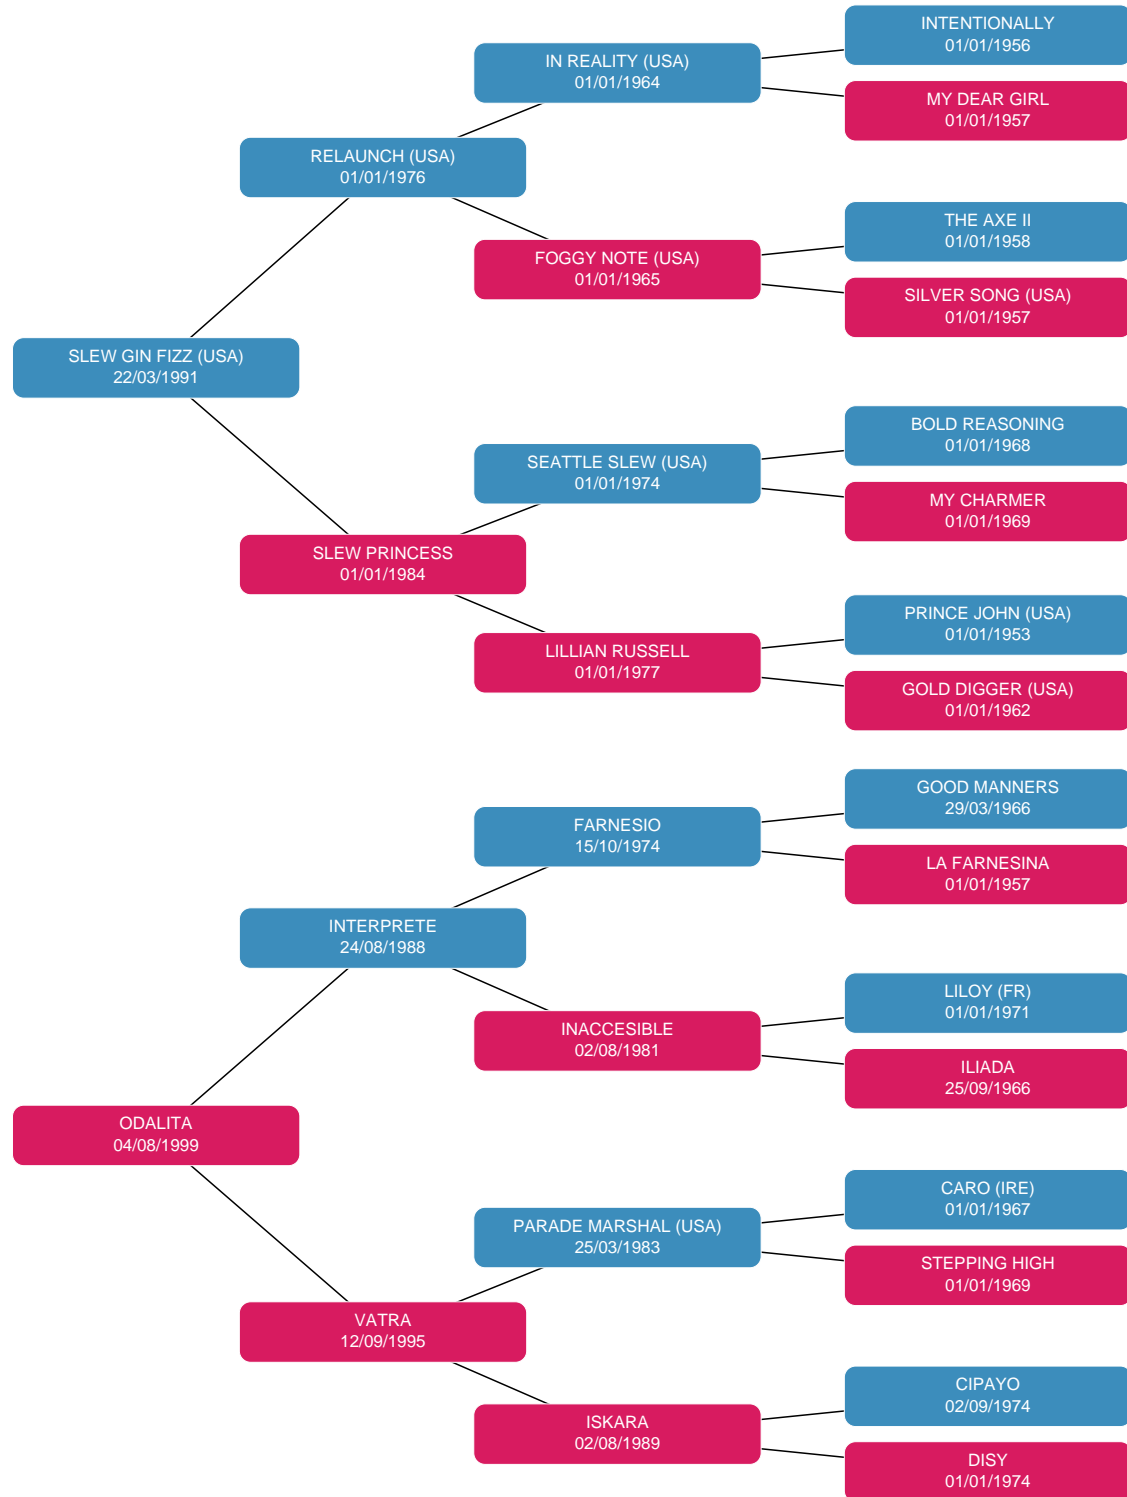 INTENTIONALLY
01/01/1956
IN REALITY (USA)
01/01/1964
MY DEAR GIRL
01/01/1957
RELAUNCH (USA)
01/01/1976
THE AXE II
01/01/1958
FOGGY NOTE (USA)
01/01/1965
SILVER SONG (USA)
01/01/1957
SLEW GIN FIZZ (USA)
22/03/1991
BOLD REASONING
01/01/1968
SEATTLE SLEW (USA)
01/01/1974
MY CHARMER
01/01/1969
SLEW PRINCESS
01/01/1984
PRINCE JOHN (USA)
01/01/1953
LILLIAN RUSSELL
01/01/1977
GOLD DIGGER (USA)
01/01/1962
GOOD MANNERS
29/03/1966
FARNESIO
15/10/1974
LA FARNESINA
01/01/1957
INTERPRETE
24/08/1988
LILOY (FR)
01/01/1971
INACCESIBLE
02/08/1981
ILIADA
25/09/1966
ODALITA
04/08/1999
CARO (IRE)
01/01/1967
PARADE MARSHAL (USA)
25/03/1983
STEPPING HIGH
01/01/1969
VATRA
12/09/1995
CIPAYO
02/09/1974
ISKARA
02/08/1989
DISY
01/01/1974